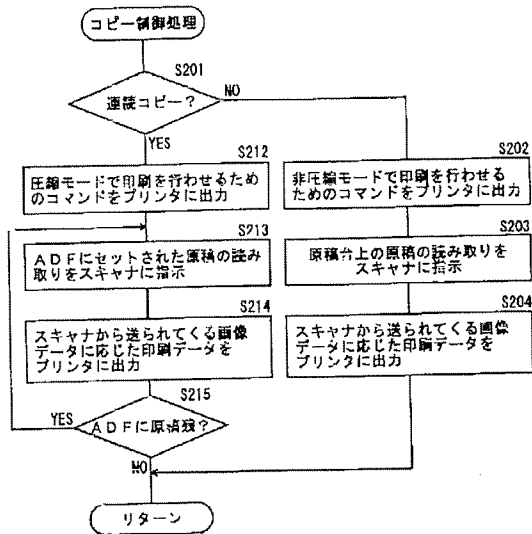 コピー制御処理
S201
連続コピー?
NO
YES
S212
圧縮モードで印刷を行わせるため
のコマンドをプリンタに出力
S202
非圧縮モードで印刷を行わせる
ためのコマンドをプリンタに出力
S213
ADFにセットされた原稿の読み
取りをスキャナに指示
S203
原稿台上の原稿の読み取りを
スキャナに指示
S214
スキャナから送られてくる画像
データに応じた印刷データを
プリンタに出力
S204
スキャナから送られてくる画像
データに応じた印刷データを
プリンタに出力
S215
YES
ADFに原稿残?
NO
リターン